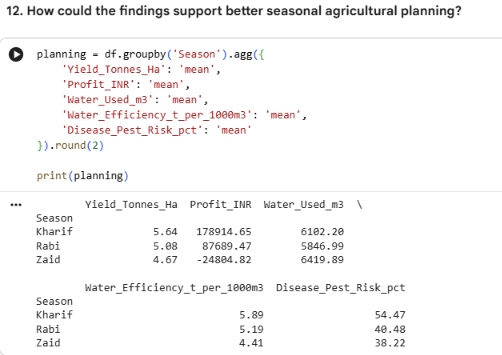 12. How could the findings support better seasonal agricultural planning?
planning = df.groupby('Season').agg({
    'Yield_Tonnes_Ha': 'mean',
    'Profit_INR': 'mean',
    'Water_Used_m3': 'mean',
    'Water_Efficiency_t_per_1000m3': 'mean',
    'Disease_Pest_Risk_pct': 'mean'
}).round(2)
print(planning)
        Yield_Tonnes_Ha  Profit_INR  Water_Used_m3  \
Season
Kharif             5.64   178914.65        6102.20
Rabi               5.08    87689.47        5846.99
Zaid               4.67   -24804.82        6419.89
        Water_Efficiency_t_per_1000m3  Disease_Pest_Risk_pct
Season
Kharif                           5.89                  54.47
Rabi                             5.19                  40.48
Zaid                             4.41                  38.22